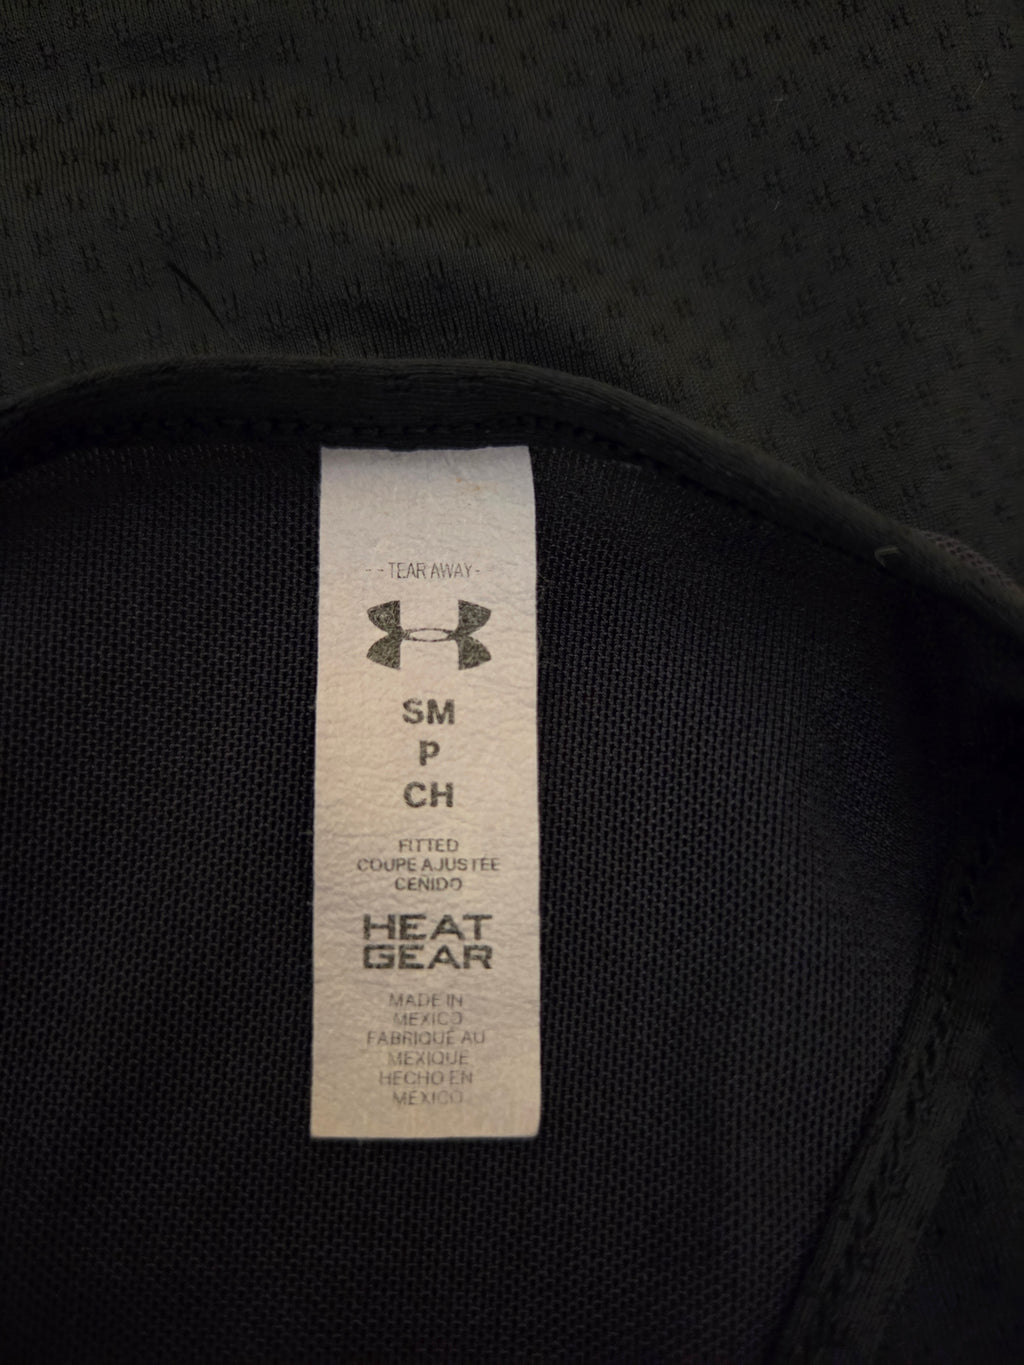 --TEAR AWAY-
SM
P
CH
FITTED
COUPE AJUSTÉE
CEÑIDO
HEAT
GEAR
MADE IN
MEXICO
FABRIQUÉ AU
MEXIQUE
HECHO EN
MÉXICO